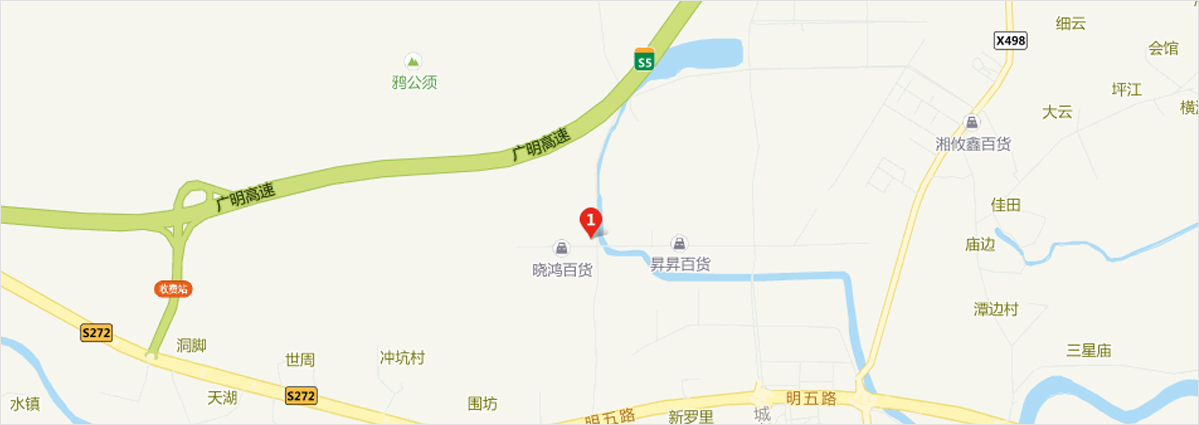 细云
X498
会馆
S5
鸦公须
坪江
横
大云
广明高速
湘攸鑫百货
广明高速
佳田
1
庙边
晓鸿百货
昇昇百货
收费站
潭边村
S272
洞脚
世周
冲坑村
三星庙
天湖
S272
水镇
围坊
明五路
新罗里
城
明五路